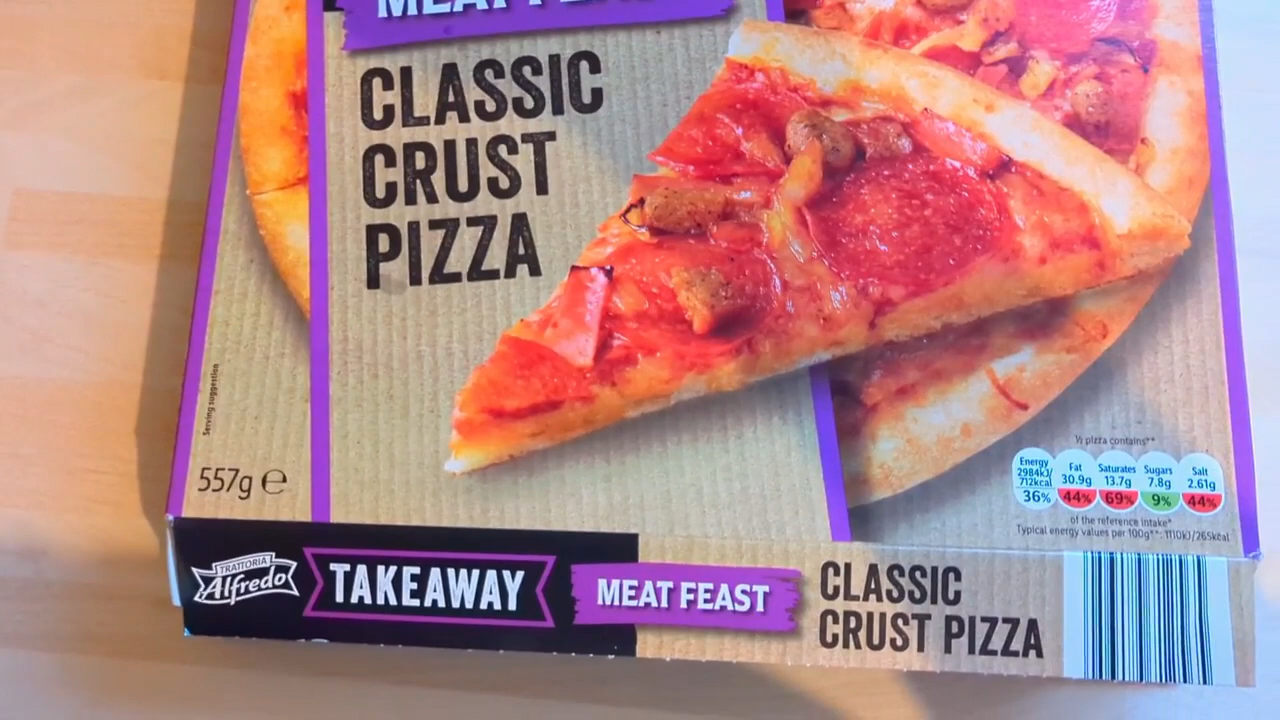 MEAT FEAST
CLASSIC
CRUST
PIZZA
Serving suggestion
557g ℮
½ pizza contains**
Energy
2984kJ/
712kcal
36%
Fat
30.9g
44%
Saturates
13.7g
69%
Sugars
7.8g
9%
Salt
2.61g
44%
of the reference intake*
Typical energy values per 100g**: 1110kJ/265kcal
TRATTORIA
Alfredo
TAKEAWAY
MEAT FEAST
CLASSIC
CRUST PIZZA